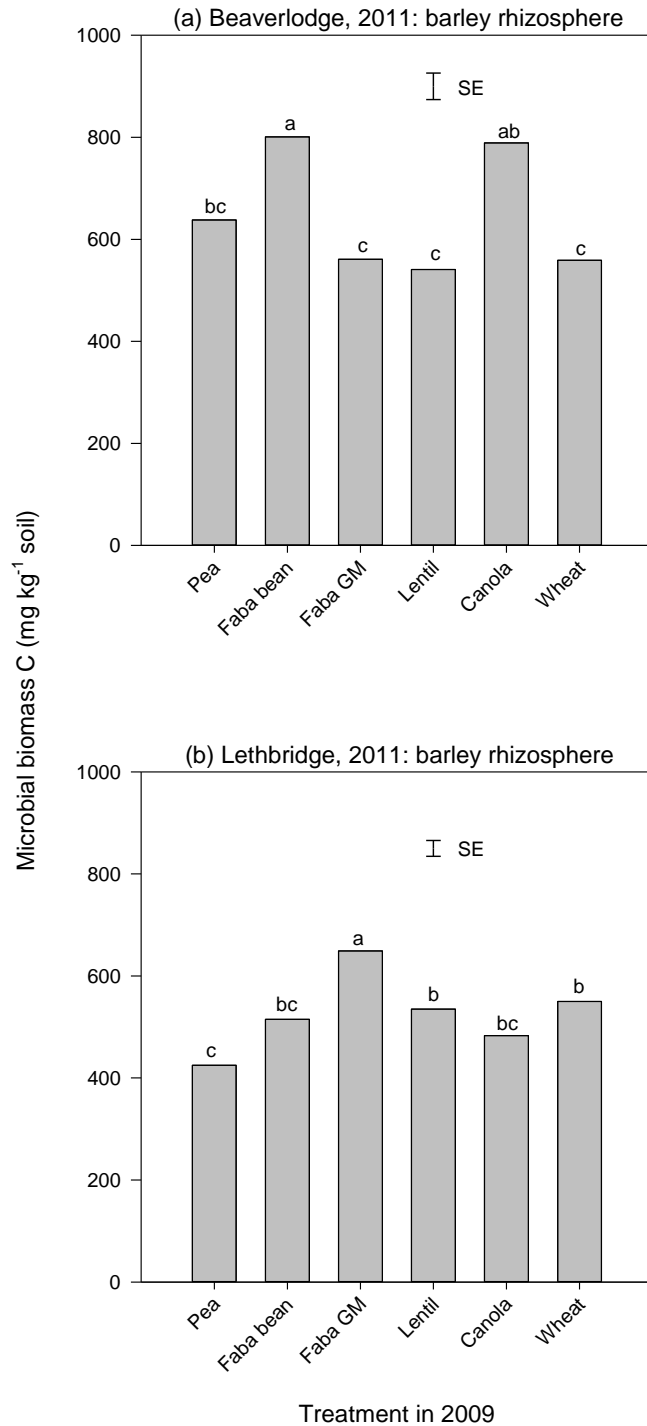 (a) Beaverlodge, 2011: barley rhizosphere
1000
SE
800
a
ab
bc
600
c
c
c
400
200
0
Pea
Faba bean
Faba GM
Lentil
Canola
Wheat
Microbial biomass C (mg kg⁻¹ soil)
(b) Lethbridge, 2011: barley rhizosphere
1000
SE
800
a
600
bc
b
bc
b
c
400
200
0
Pea
Faba bean
Faba GM
Lentil
Canola
Wheat
Treatment in 2009